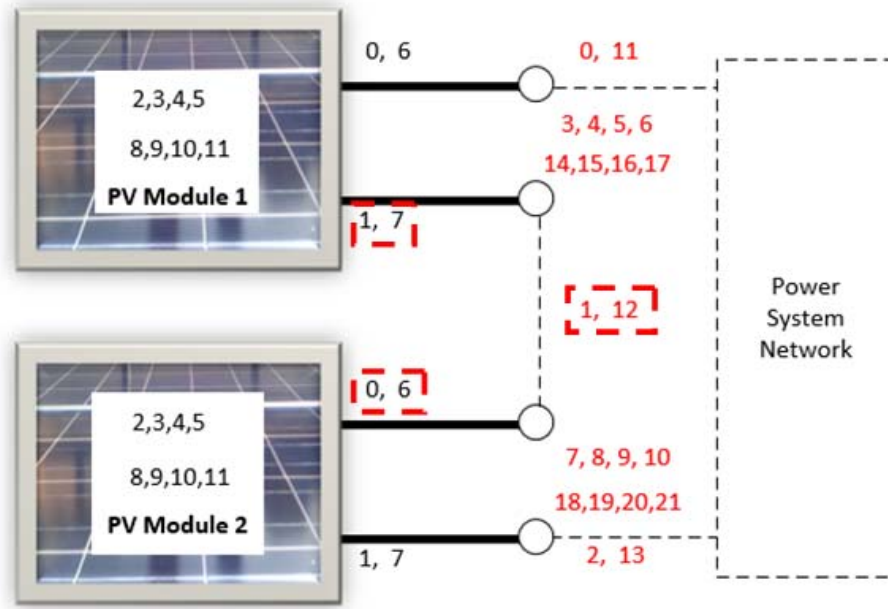 0, 6
0, 11
2,3,4,5
8,9,10,11
PV Module 1
3, 4, 5, 6
14,15,16,17
1, 7
1, 12
Power
System
Network
0, 6
2,3,4,5
8,9,10,11
PV Module 2
7, 8, 9, 10
18,19,20,21
1, 7
2, 13